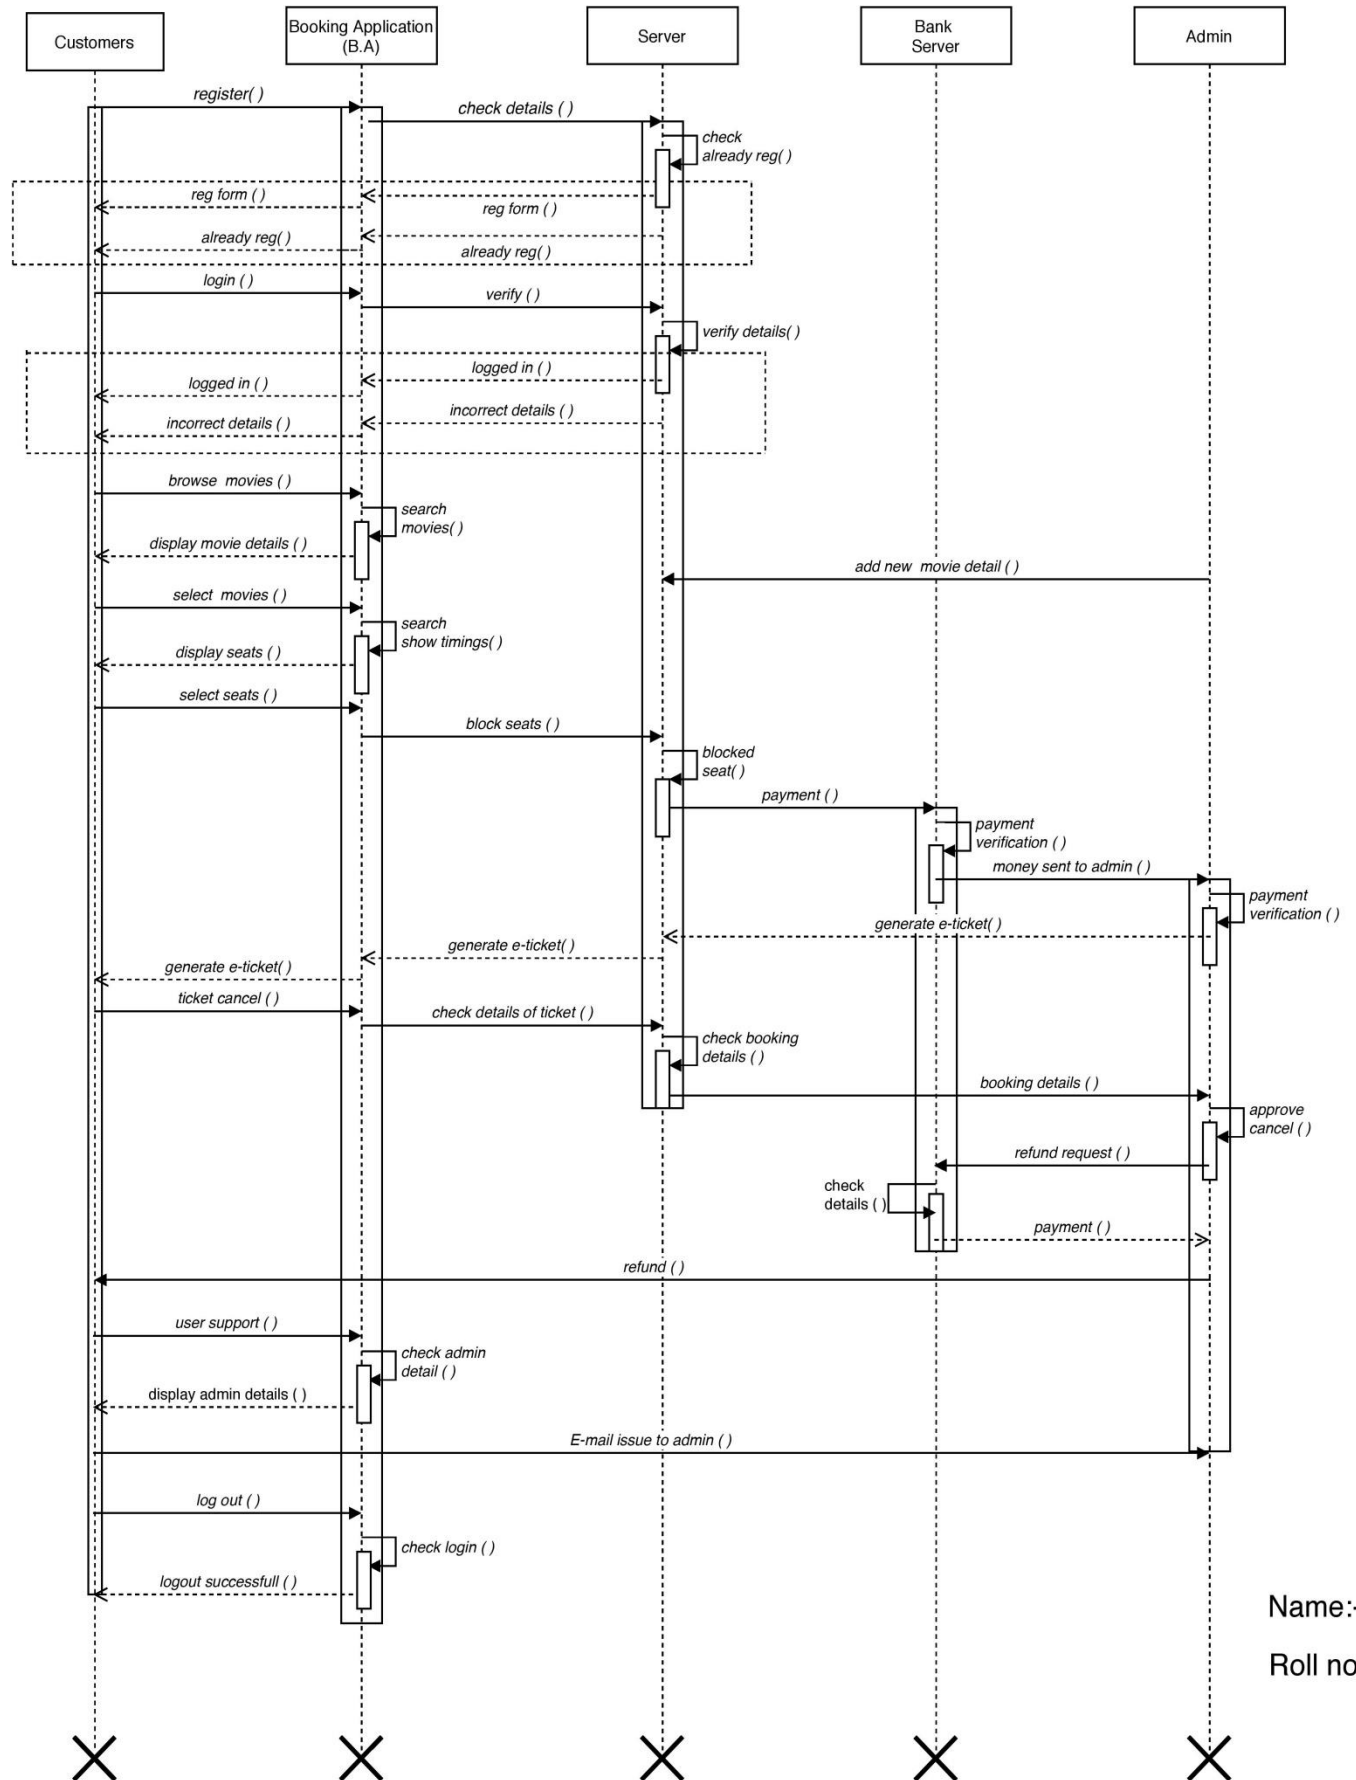 Customers
Booking Application
(B.A)
Server
Bank
Server
Admin
register( )
check details ( )
check
already reg( )
reg form ( )
reg form ( )
already reg( )
already reg( )
login ( )
verify ( )
verify details( )
logged in ( )
logged in ( )
incorrect details ( )
incorrect details ( )
browse movies ( )
search
movies( )
display movie details ( )
add new movie detail ( )
select movies ( )
search
show timings( )
display seats ( )
select seats ( )
block seats ( )
blocked
seat( )
payment ( )
payment
verification ( )
money sent to admin ( )
payment
verification ( )
generate e-ticket( )
generate e-ticket( )
generate e-ticket( )
ticket cancel ( )
check details of ticket ( )
check booking
details ( )
booking details ( )
approve
cancel ( )
refund request ( )
check
details ( )
payment ( )
refund ( )
user support ( )
check admin
detail ( )
display admin details ( )
E-mail issue to admin ( )
log out ( )
check login ( )
logout successfull ( )
Name:-
Roll no